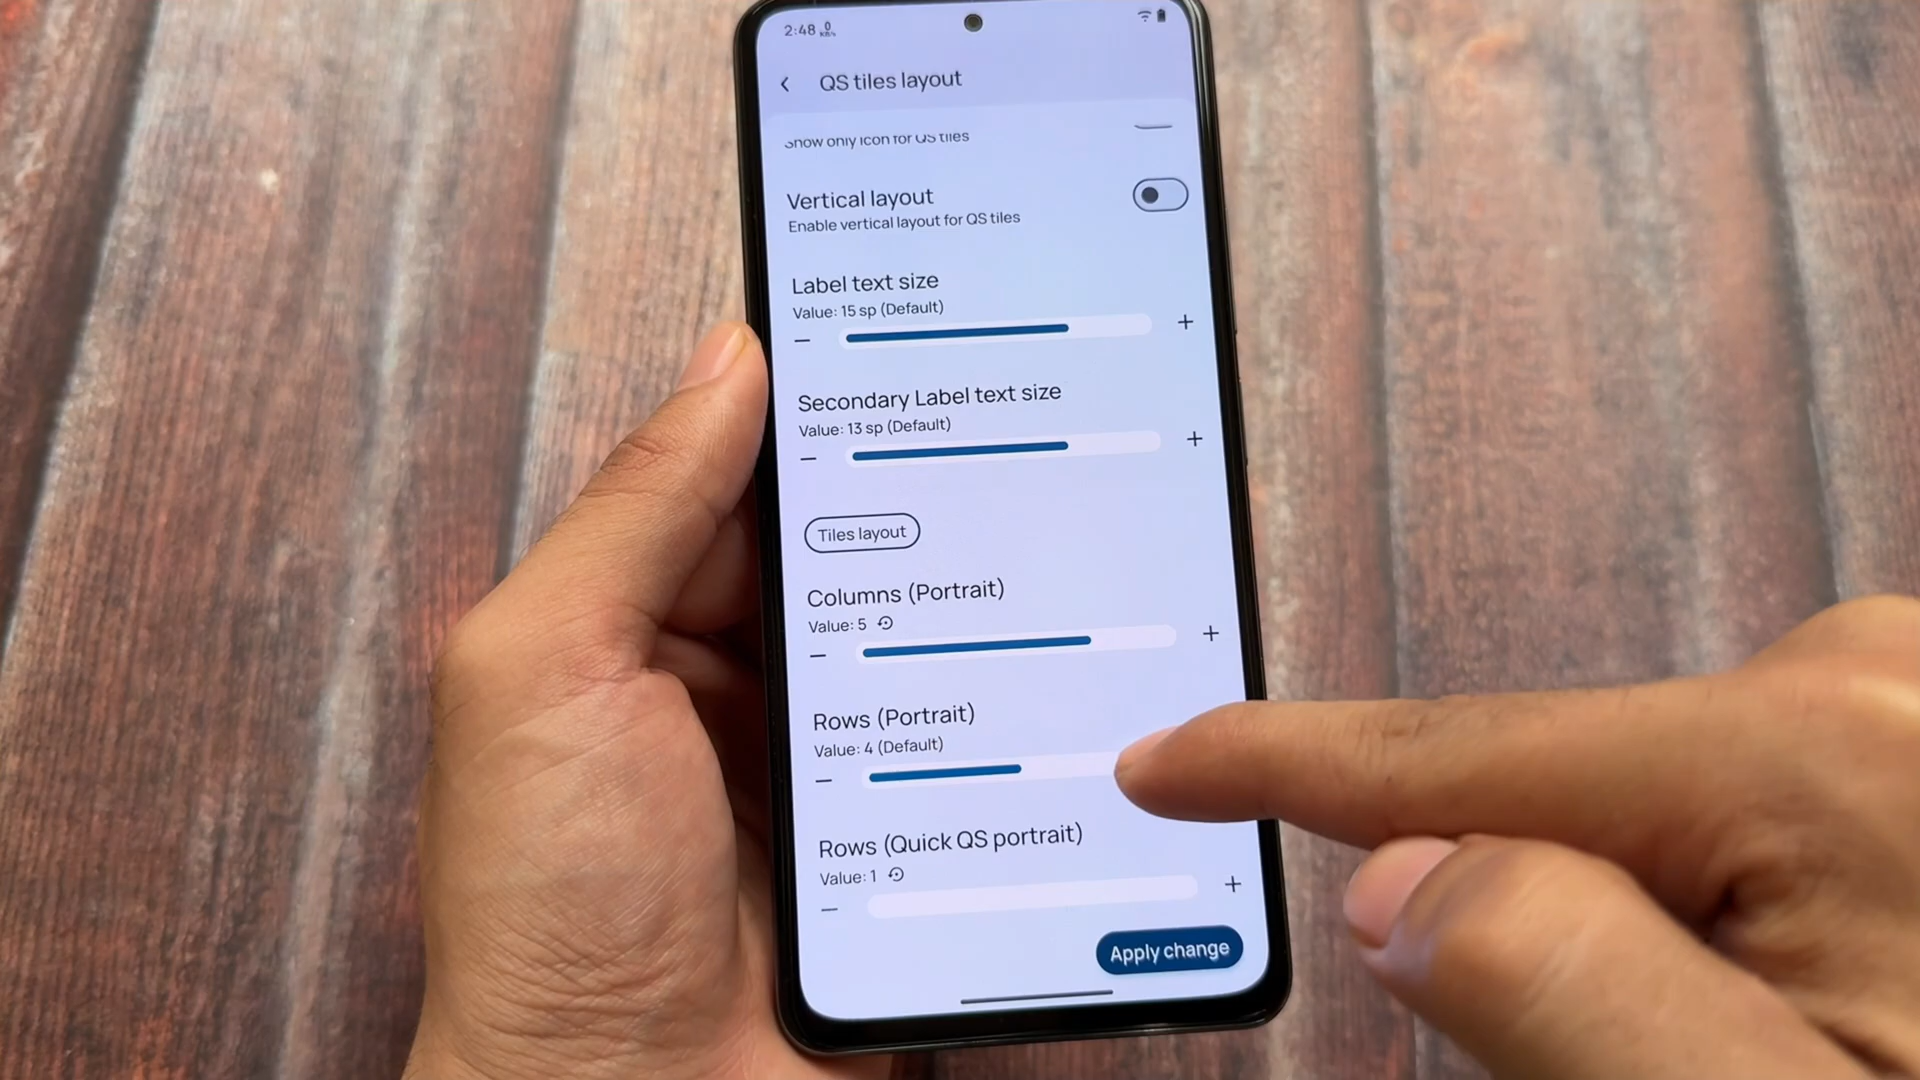 2:48 0 KB/s
QS tiles layout
Show only icon for QS tiles
Vertical layout
Enable vertical layout for QS tiles
Label text size
Value: 15 sp (Default)
Secondary Label text size
Value: 13 sp (Default)
Tiles layout
Columns (Portrait)
Value: 5
Rows (Portrait)
Value: 4 (Default)
Rows (Quick QS portrait)
Value: 1
Apply change